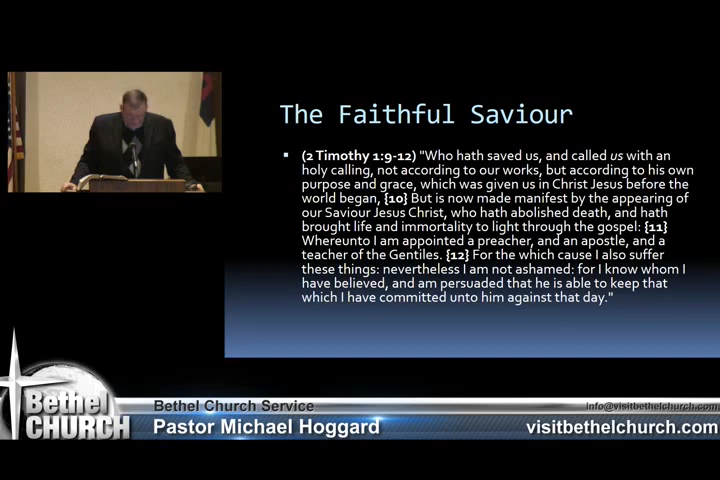 The Faithful Saviour
(2 Timothy 1:9-12) "Who hath saved us, and called us with an
holy calling, not according to our works, but according to his own
purpose and grace, which was given us in Christ Jesus before the
world began, {10} But is now made manifest by the appearing of
our Saviour Jesus Christ, who hath abolished death, and hath
brought life and immortality to light through the gospel: {11}
Whereunto I am appointed a preacher, and an apostle, and a
teacher of the Gentiles. {12} For the which cause I also suffer
these things: nevertheless I am not ashamed: for I know whom I
have believed, and am persuaded that he is able to keep that
which I have committed unto him against that day."
Bethel
CHURCH
Bethel Church Service
info@visitbethelchurch.com
Pastor Michael Hoggard
visitbethelchurch.com